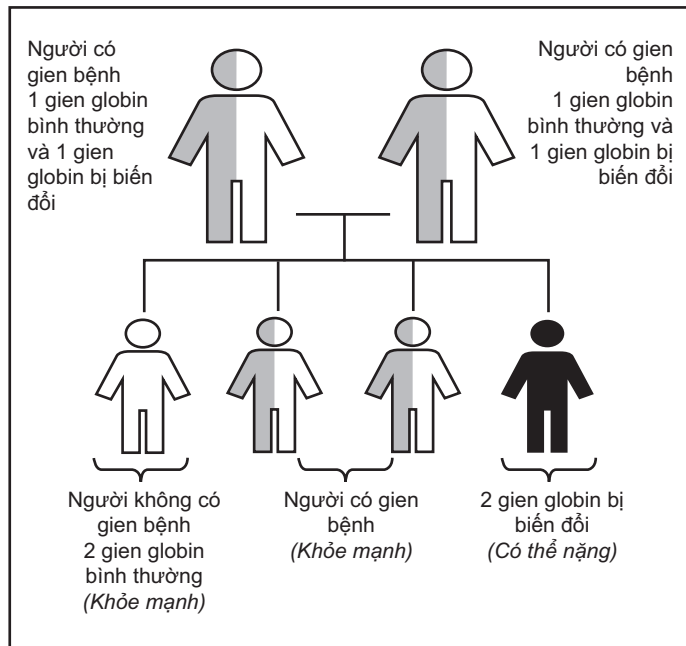 Người có
gien bệnh
1 gien globin
bình thường
và 1 gien
globin bị biến
đổi
Người có gien
bệnh
1 gien globin
bình thường và
1 gien globin bị
biến đổi
Người không có
gien bệnh
2 gien globin
bình thường
(Khỏe mạnh)
Người có gien
bệnh
(Khỏe mạnh)
2 gien globin bị
biến đổi
(Có thể nặng)